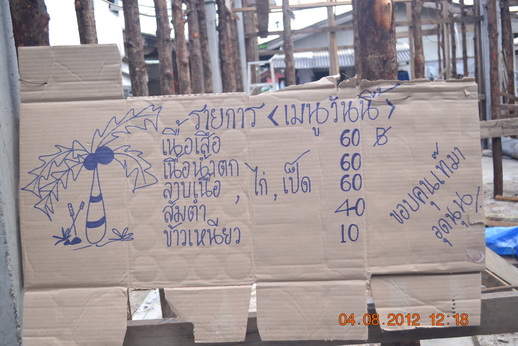 รายการ <เมนูวันนี้>
เนื้อเสือ 60 ฿
เนื้อน้ำตก 60
ลาบเนื้อ, ไก่, เป็ด 60
ส้มตำ 40
ข้าวเหนียว 10
ขอบคุณที่มา
อุดหนุน
04.08.2012 12:18